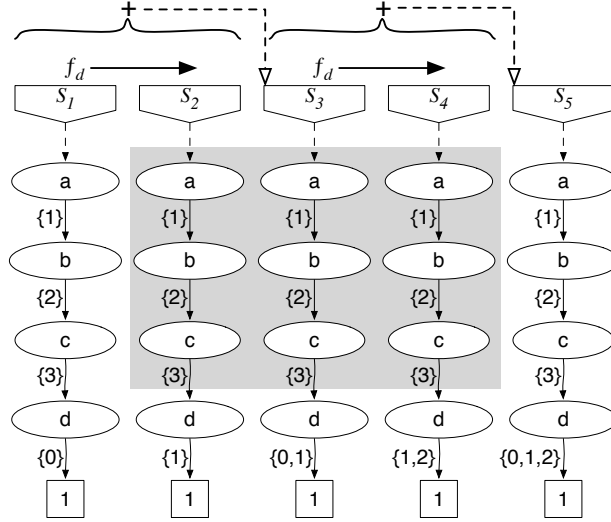 + +
f_d f_d
S_1 S_2 S_3 S_4 S_5
a a a a a
{1} {1} {1} {1} {1}
b b b b b
{2} {2} {2} {2} {2}
c c c c c
{3} {3} {3} {3} {3}
d d d d d
{0} {1} {0,1} {1,2} {0,1,2}
1 1 1 1 1